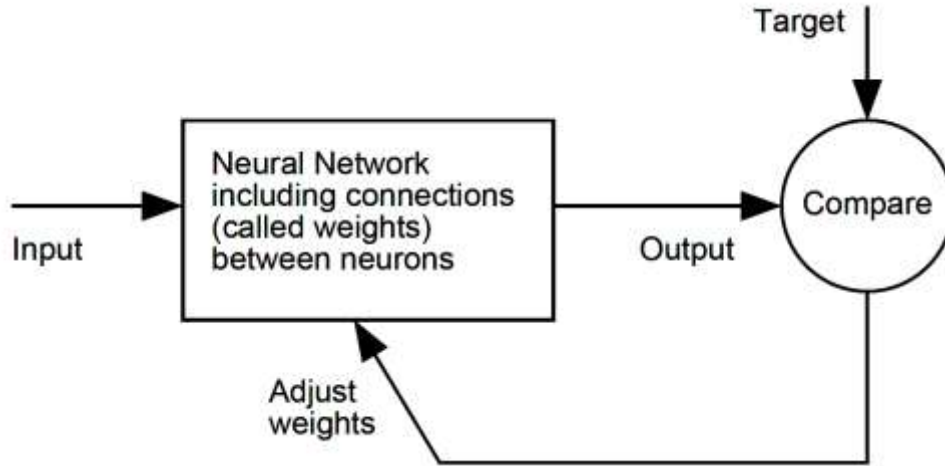 Target
Neural Network
including connections
(called weights)
between neurons
Compare
Input
Output
Adjust
weights